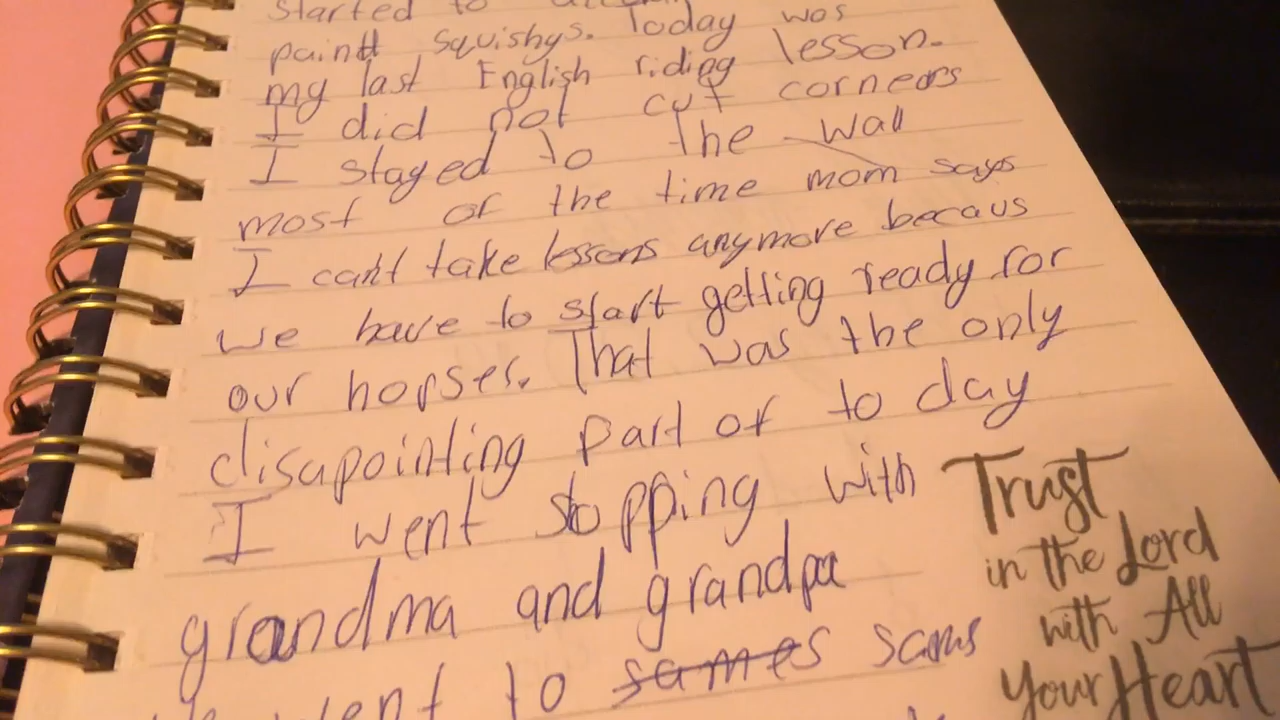 started to
paintt squishys. Today was
my last English riding lesson.
I did not cut corneors
I stayed to the wall
most of the time mom says
I can't take lessons anymore becaus
we have to start getting ready for
our horses. That was the only
disapointing part of to day
I went shopping with
grandma and grandpa
went to sames sams
Trust
in the Lord
with All
your Heart